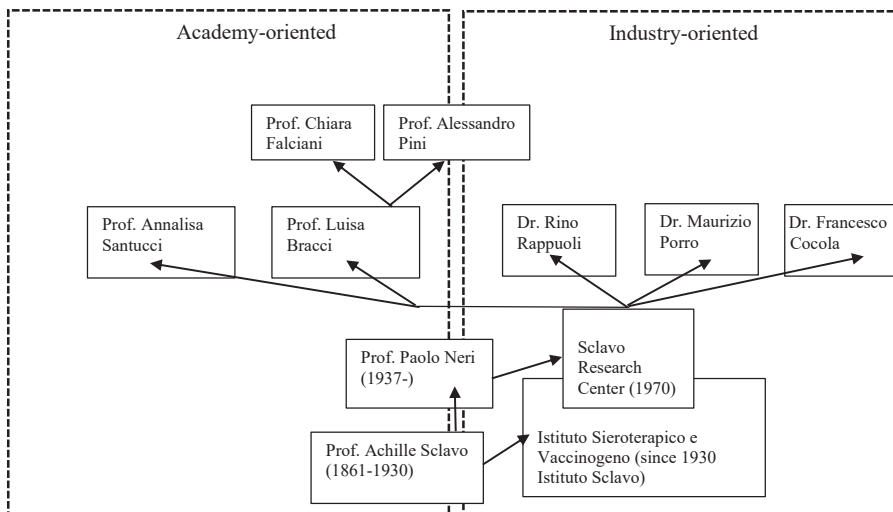 Academy-oriented
Industry-oriented
Prof. Chiara
Falciani
Prof. Alessandro
Pini
Prof. Annalisa
Santucci
Prof. Luisa
Bracci
Dr. Rino
Rappuoli
Dr. Maurizio
Porro
Dr. Francesco
Cocola
Prof. Paolo Neri
(1937-)
Sclavo
Research
Center (1970)
Prof. Achille Sclavo
(1861-1930)
Istituto Sieroterapico e
Vaccinogeno (since 1930
Istituto Sclavo)